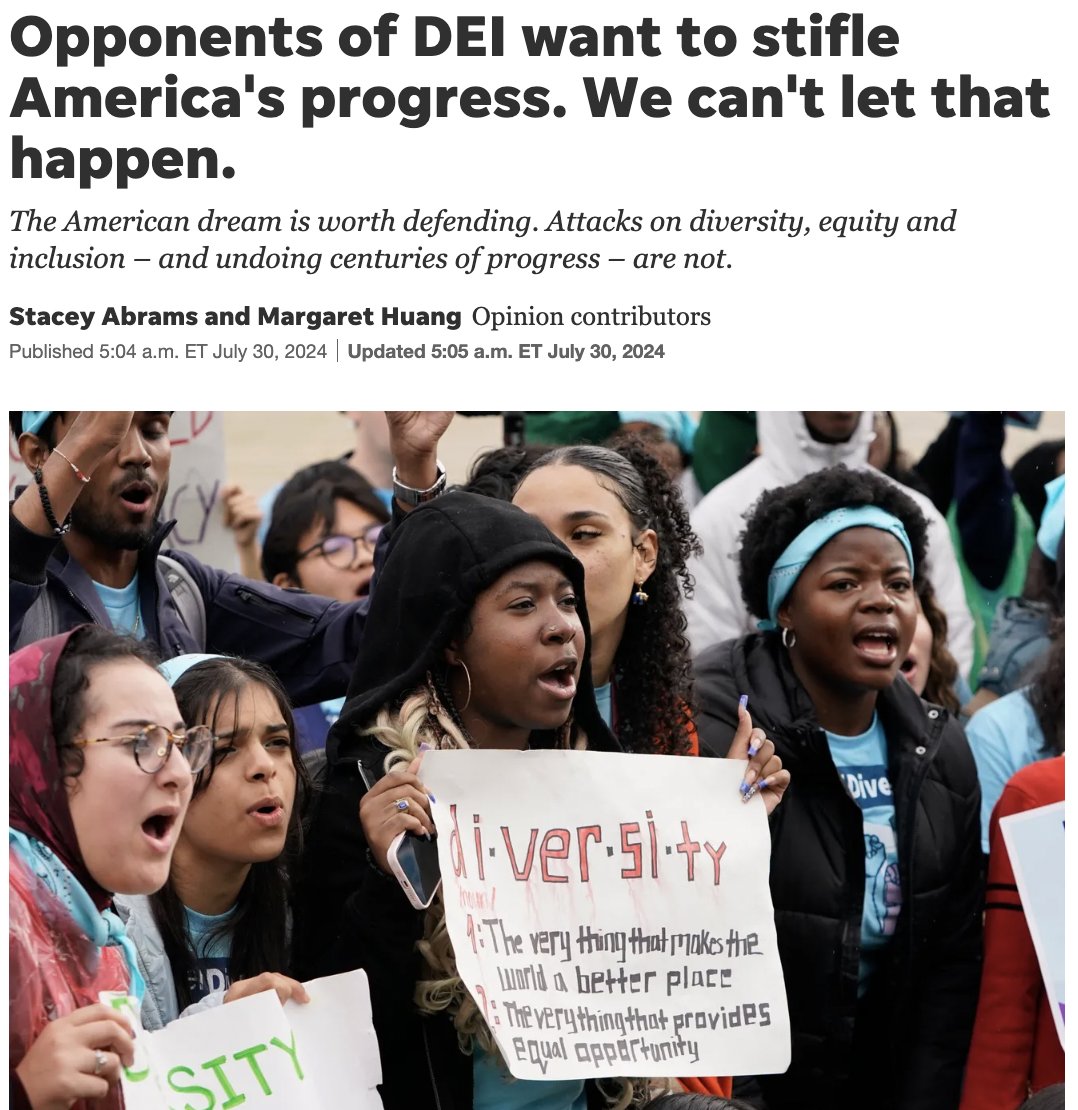 Opponents of DEI want to stifle
America's progress. We can't let that
happen.
The American dream is worth defending. Attacks on diversity, equity and
inclusion – and undoing centuries of progress – are not.
Stacey Abrams and Margaret Huang Opinion contributors
Published 5:04 a.m. ET July 30, 2024 | Updated 5:05 a.m. ET July 30, 2024
di·ver·si·ty
1: The very thing that makes the
world a better place
2: The very thing that provides
equal oppurtunity
SITY
Dive
Di